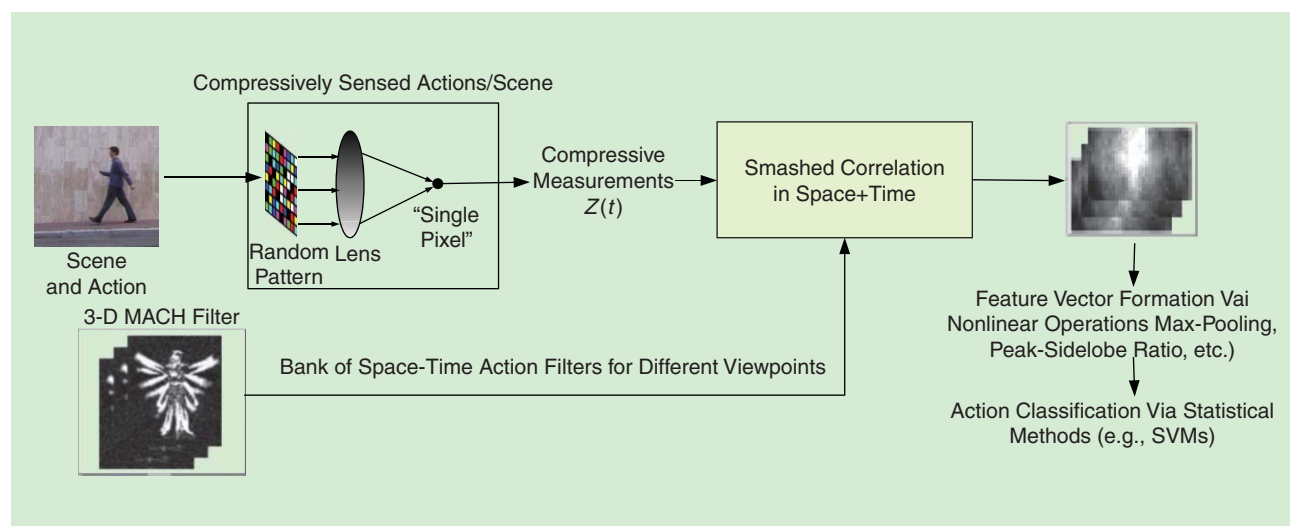 Compressively Sensed Actions/Scene
Scene
and Action
Random Lens
Pattern
“Single
Pixel”
Compressive
Measurements
Z(t)
Smashed Correlation
in Space+Time
3-D MACH Filter
Bank of Space-Time Action Filters for Different Viewpoints
Feature Vector Formation Vai
Nonlinear Operations Max-Pooling,
Peak-Sidelobe Ratio, etc.)
Action Classification Via Statistical
Methods (e.g., SVMs)